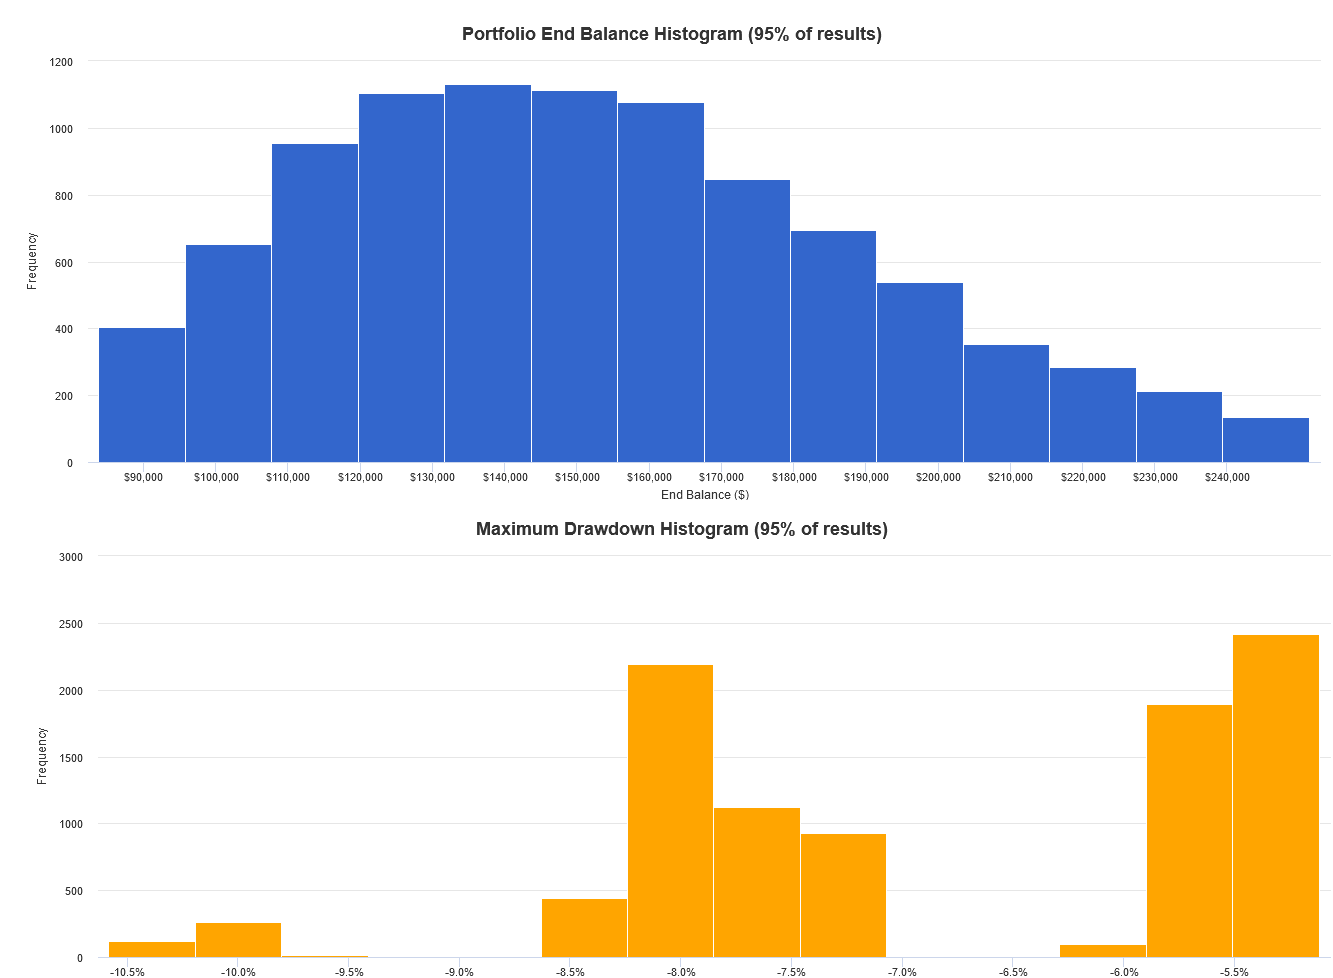 Portfolio End Balance Histogram (95% of results)
1200
1000
800
600
400
200
0
Frequency
$90,000 $100,000 $110,000 $120,000 $130,000 $140,000 $150,000 $160,000 $170,000 $180,000 $190,000 $200,000 $210,000 $220,000 $230,000 $240,000
End Balance ($)
Maximum Drawdown Histogram (95% of results)
3000
2500
2000
1500
1000
500
0
Frequency
-10.5% -10.0% -9.5% -9.0% -8.5% -8.0% -7.5% -7.0% -6.5% -6.0% -5.5%